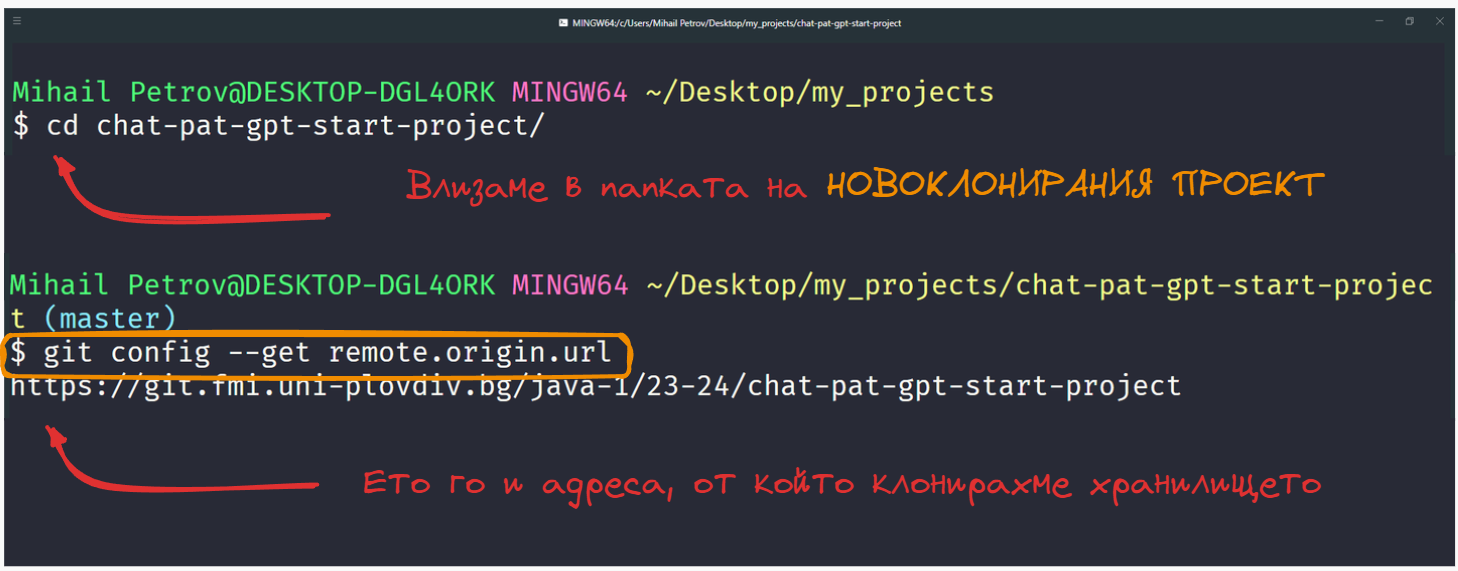 MINGW64:/c/Users/Mihail Petrov/Desktop/my_projects/chat-pat-gpt-start-project
Mihail Petrov@DESKTOP-DGL4ORK MINGW64 ~/Desktop/my_projects
$ cd chat-pat-gpt-start-project/
Влизаме в папката на НОВОКЛОНИРАНИЯ ПРОЕКТ
Mihail Petrov@DESKTOP-DGL4ORK MINGW64 ~/Desktop/my_projects/chat-pat-gpt-start-projec
t (master)
$ git config --get remote.origin.url
https://git.fmi.uni-plovdiv.bg/java-1/23-24/chat-pat-gpt-start-project
Ето го и адреса, от който клонирахме хранилището